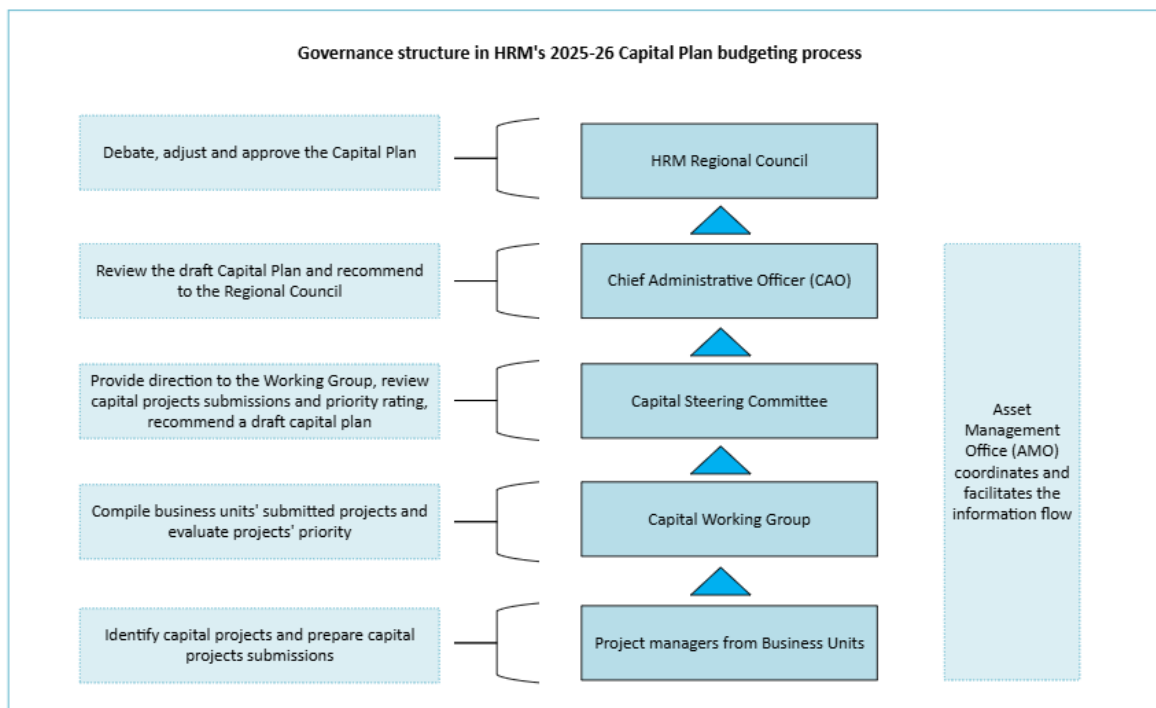 Governance structure in HRM's 2025-26 Capital Plan budgeting process
Debate, adjust and approve the Capital Plan
HRM Regional Council
Review the draft Capital Plan and recommend
to the Regional Council
Chief Administrative Officer (CAO)
Provide direction to the Working Group, review
capital projects submissions and priority rating,
recommend a draft capital plan
Capital Steering Committee
Compile business units' submitted projects and
evaluate projects' priority
Capital Working Group
Identify capital projects and prepare capital
projects submissions
Project managers from Business Units
Asset
Management
Office (AMO)
coordinates and
facilitates the
information flow